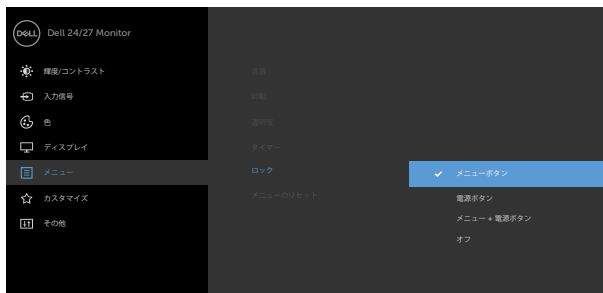 DELL
Dell 24/27 Monitor
輝度/コントラスト
入力信号
色
ディスプレイ
メニュー
カスタマイズ
その他
言語
回転
透明度
タイマー
ロック
メニューのリセット
メニューボタン
電源ボタン
メニュー + 電源ボタン
オフ